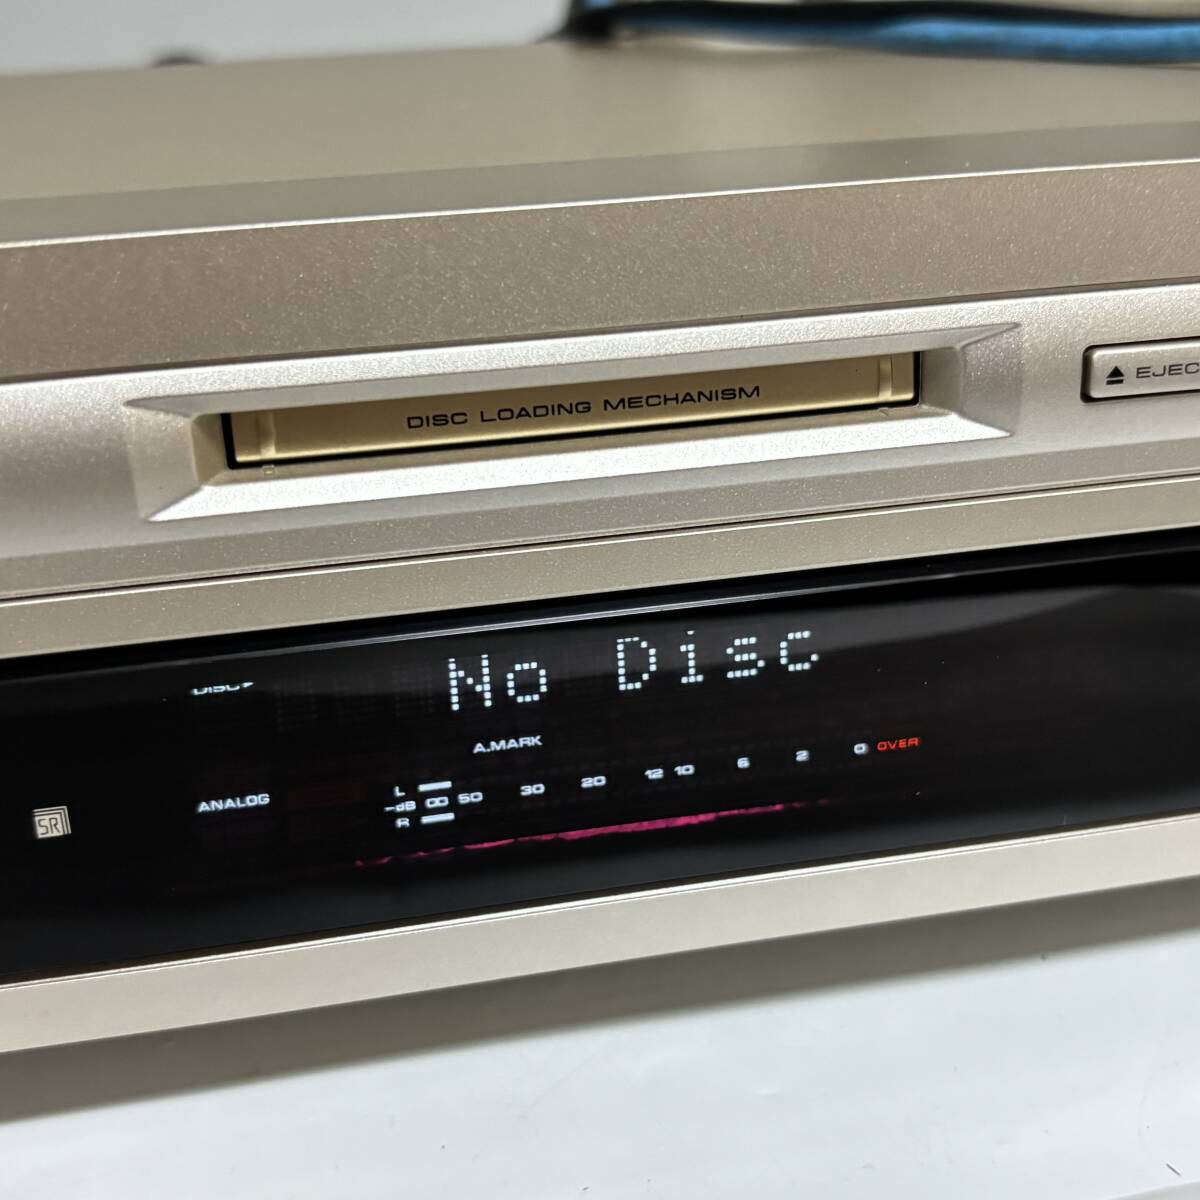 DISC LOADING MECHANISM
EJEC
No Disc
DISC
A.MARK
ANALOG
L
-dB ∞ 50 30 20 12 10 6 2 0 OVER
R
SR